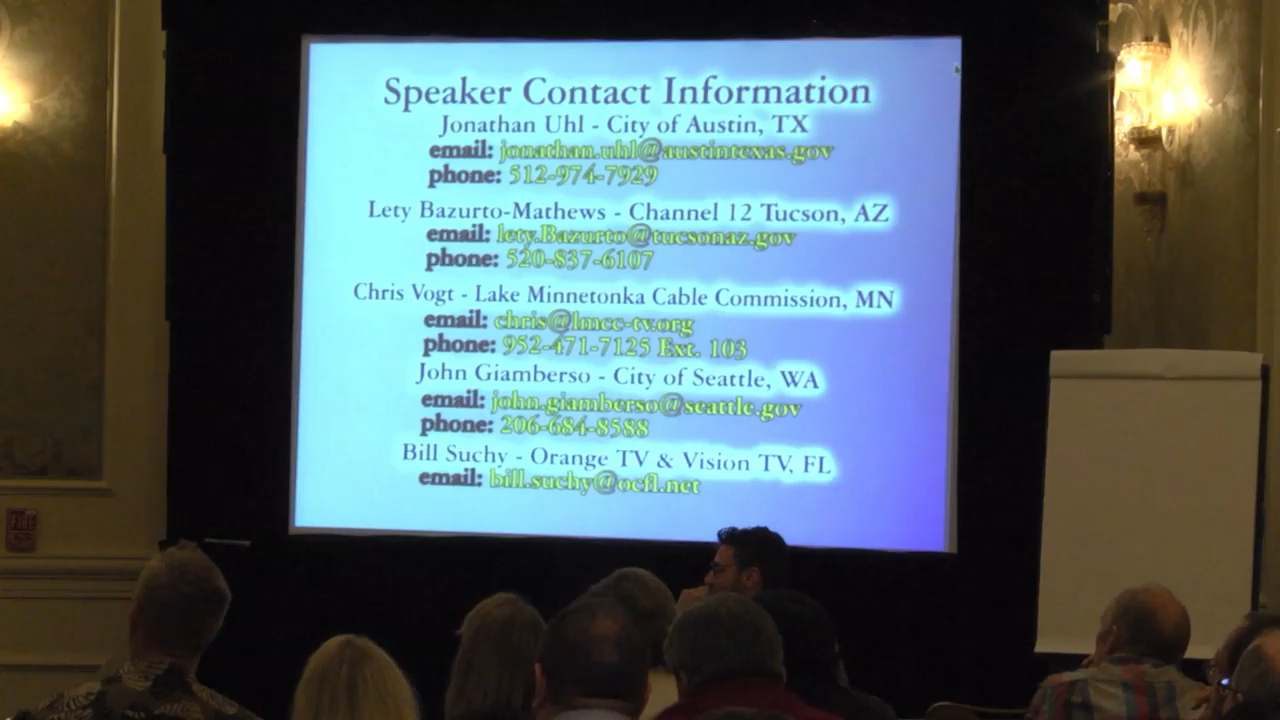 Speaker Contact Information
Jonathan Uhl - City of Austin, TX
email: jonathan.uhl@austintexas.gov
phone: 512-974-7929
Lety Bazurto-Mathews - Channel 12 Tucson, AZ
email: lety.Bazurto@tucsonaz.gov
phone: 520-837-6107
Chris Vogt - Lake Minnetonka Cable Commission, MN
email: chris@lmcc-tv.org
phone: 952-471-7125 Ext. 103
John Giamberso - City of Seattle, WA
email: john.giamberso@seattle.gov
phone: 206-684-8588
Bill Suchy - Orange TV & Vision TV, FL
email: bill.suchy@ocfl.net
FIRE